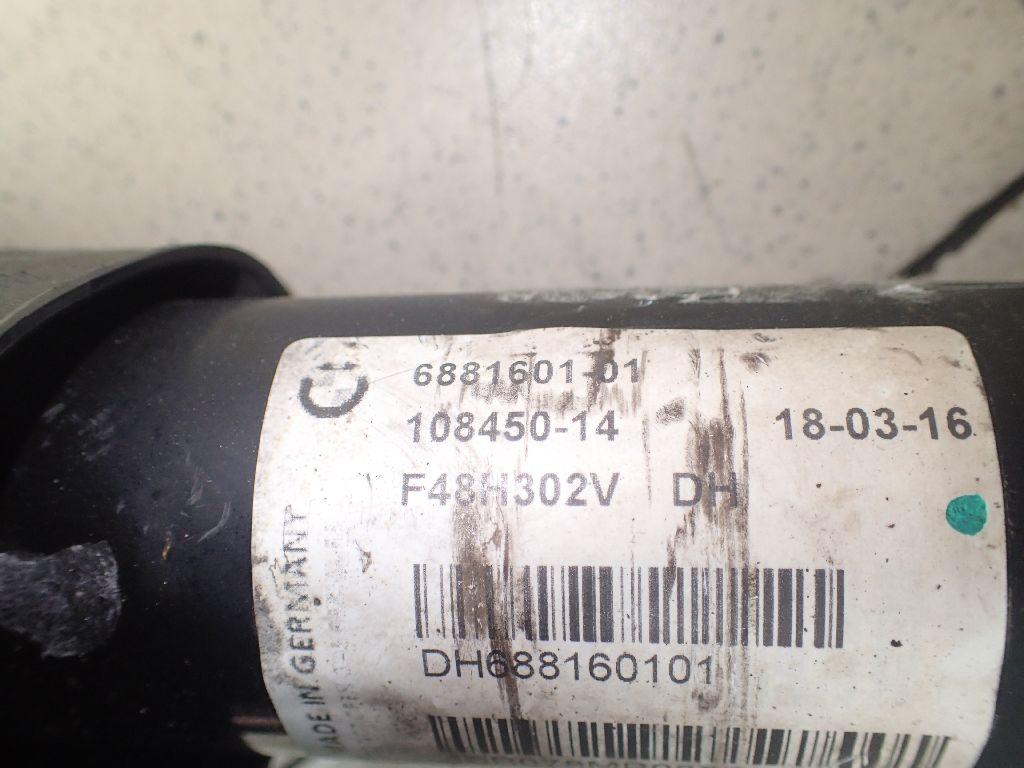 6881601-01
108450-14 18-03-16
F48H302V DH
DH688160101
MADE IN GERMANY